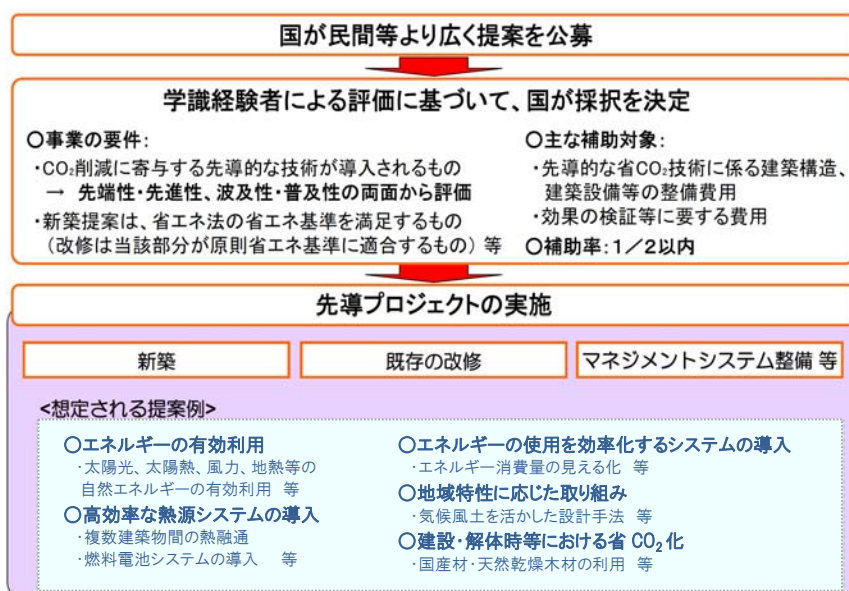 国が民間等より広く提案を公募
学識経験者による評価に基づいて、国が採択を決定
〇事業の要件：
・CO₂削減に寄与する先導的な技術が導入されるもの
→ 先端性・先進性、波及性・普及性の両面から評価
・新築提案は、省エネ法の省エネ基準を満足するもの
（改修は当該部分が原則省エネ基準に適合するもの）等
〇主な補助対象：
・先導的な省CO₂技術に係る建築構造、
建築設備等の整備費用
・効果の検証等に要する費用
〇補助率：１／２以内
先導プロジェクトの実施
新築
既存の改修
マネジメントシステム整備 等
<想定される提案例>
〇エネルギーの有効利用
・太陽光、太陽熱、風力、地熱等の
自然エネルギーの有効利用 等
〇高効率な熱源システムの導入
・複数建築物間の熱融通
・燃料電池システムの導入 等
〇エネルギーの使用を効率化するシステムの導入
・エネルギー消費量の見える化 等
〇地域特性に応じた取り組み
・気候風土を活かした設計手法 等
〇建設・解体時等における省 CO₂ 化
・国産材・天然乾燥木材の利用 等